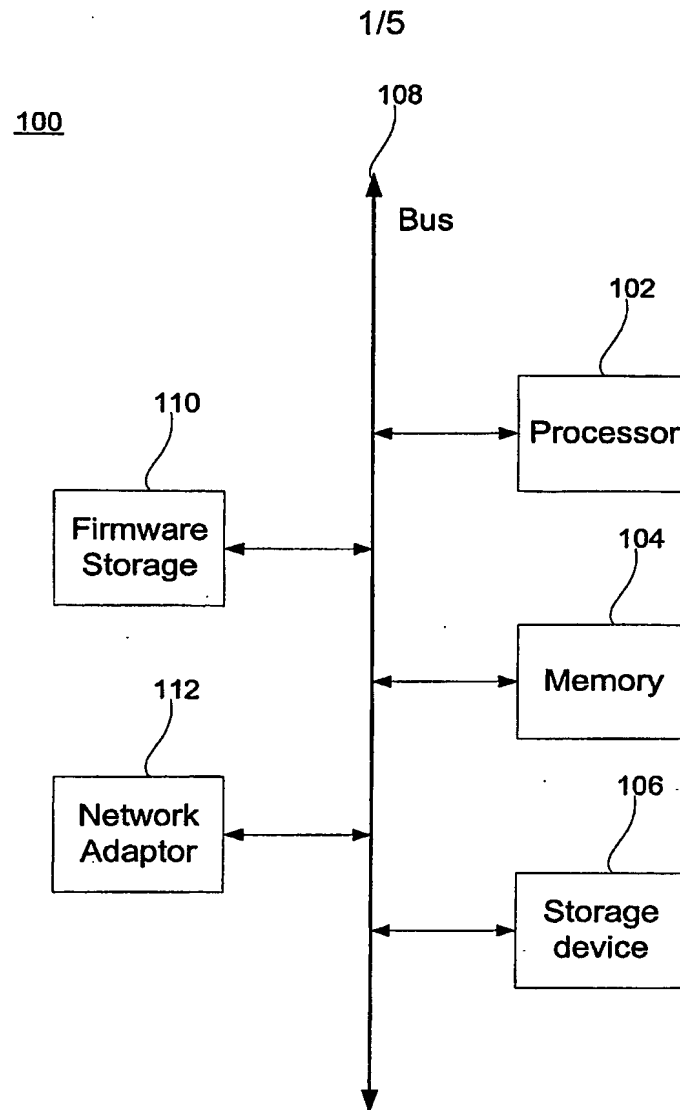 1/5
100
108
Bus
102
Processor
110
Firmware
Storage
104
Memory
112
Network
Adaptor
106
Storage
device